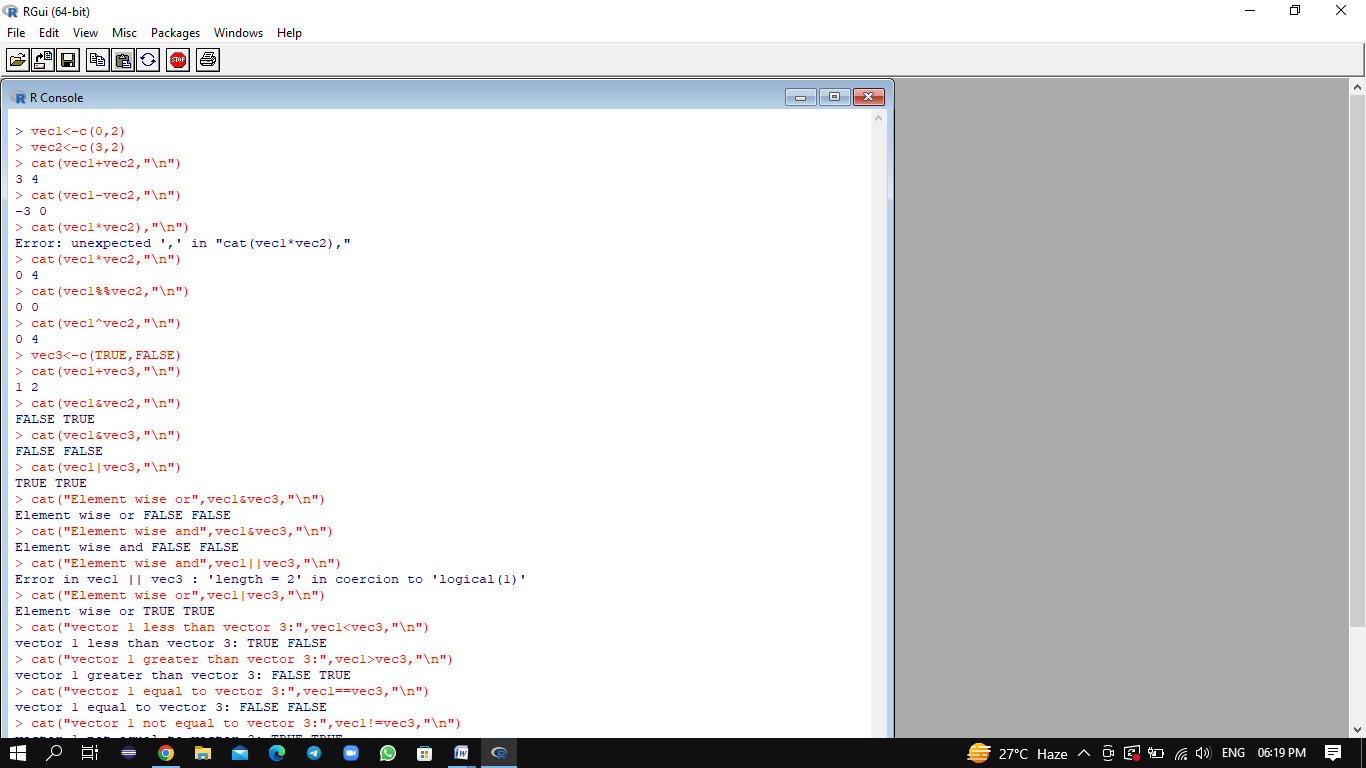 RGui (64-bit)
File Edit View Misc Packages Windows Help
STOP
R Console
> vec1<-c(0,2)
> vec2<-c(3,2)
> cat(vec1+vec2,"\n")
3 4
> cat(vec1-vec2,"\n")
-3 0
> cat(vec1*vec2),"\n")
Error: unexpected ',' in "cat(vec1*vec2),"
> cat(vec1*vec2,"\n")
0 4
> cat(vec1%%vec2,"\n")
0 0
> cat(vec1^vec2,"\n")
0 4
> vec3<-c(TRUE,FALSE)
> cat(vec1+vec3,"\n")
1 2
> cat(vec1&vec2,"\n")
FALSE TRUE
> cat(vec1&vec3,"\n")
FALSE FALSE
> cat(vec1|vec3,"\n")
TRUE TRUE
> cat("Element wise or",vec1&vec3,"\n")
Element wise or FALSE FALSE
> cat("Element wise and",vec1&vec3,"\n")
Element wise and FALSE FALSE
> cat("Element wise and",vec1||vec3,"\n")
Error in vec1 || vec3 : 'length = 2' in coercion to 'logical(1)'
> cat("Element wise or",vec1|vec3,"\n")
Element wise or TRUE TRUE
> cat("vector 1 less than vector 3:",vec1<vec3,"\n")
vector 1 less than vector 3: TRUE FALSE
> cat("vector 1 greater than vector 3:",vec1>vec3,"\n")
vector 1 greater than vector 3: FALSE TRUE
> cat("vector 1 equal to vector 3:",vec1==vec3,"\n")
vector 1 equal to vector 3: FALSE FALSE
> cat("vector 1 not equal to vector 3:",vec1!=vec3,"\n")
vector 1 not equal to vector 3: TRUE TRUE
27°C Haze ENG 06:19 PM